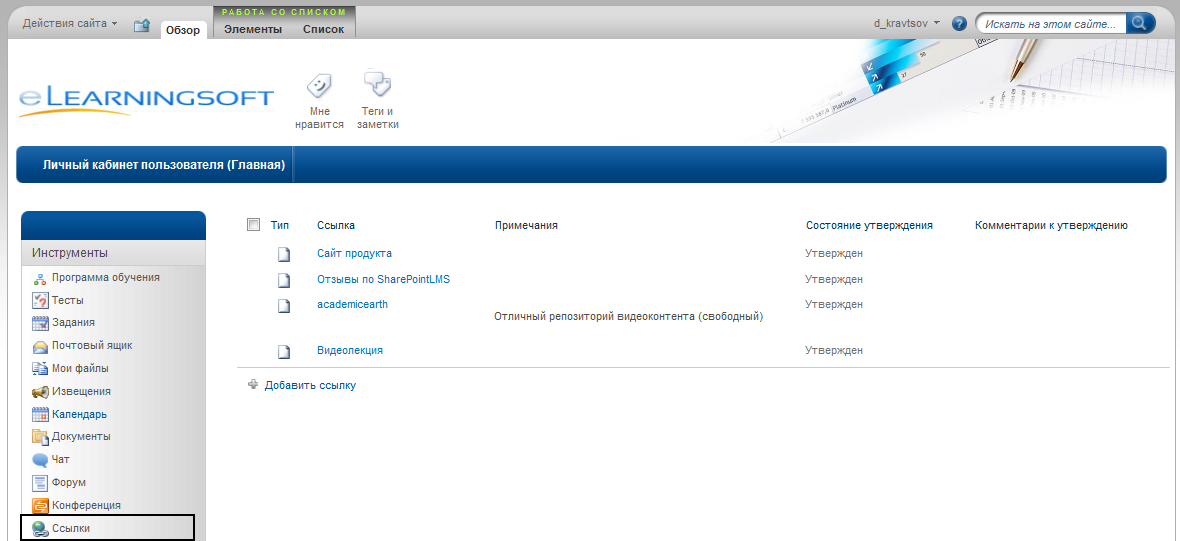 Действия сайта
Обзор
РАБОТА СО СПИСКОМ
Элементы Список
d_kravtsov
Искать на этом сайте...
eLearningsoft
Мне нравится
Теги и заметки
Platinum
Личный кабинет пользователя (Главная)
Инструменты
Программа обучения
Тесты
Задания
Почтовый ящик
Мои файлы
Извещения
Календарь
Документы
Чат
Форум
Конференция
Ссылки
Тип Ссылка Примечания Состояние утверждения Комментарии к утверждению
Сайт продукта Утвержден
Отзывы по SharePointLMS Утвержден
academicearth Утвержден
Отличный репозиторий видеоконтента (свободный)
Видеолекция Утвержден
Добавить ссылку